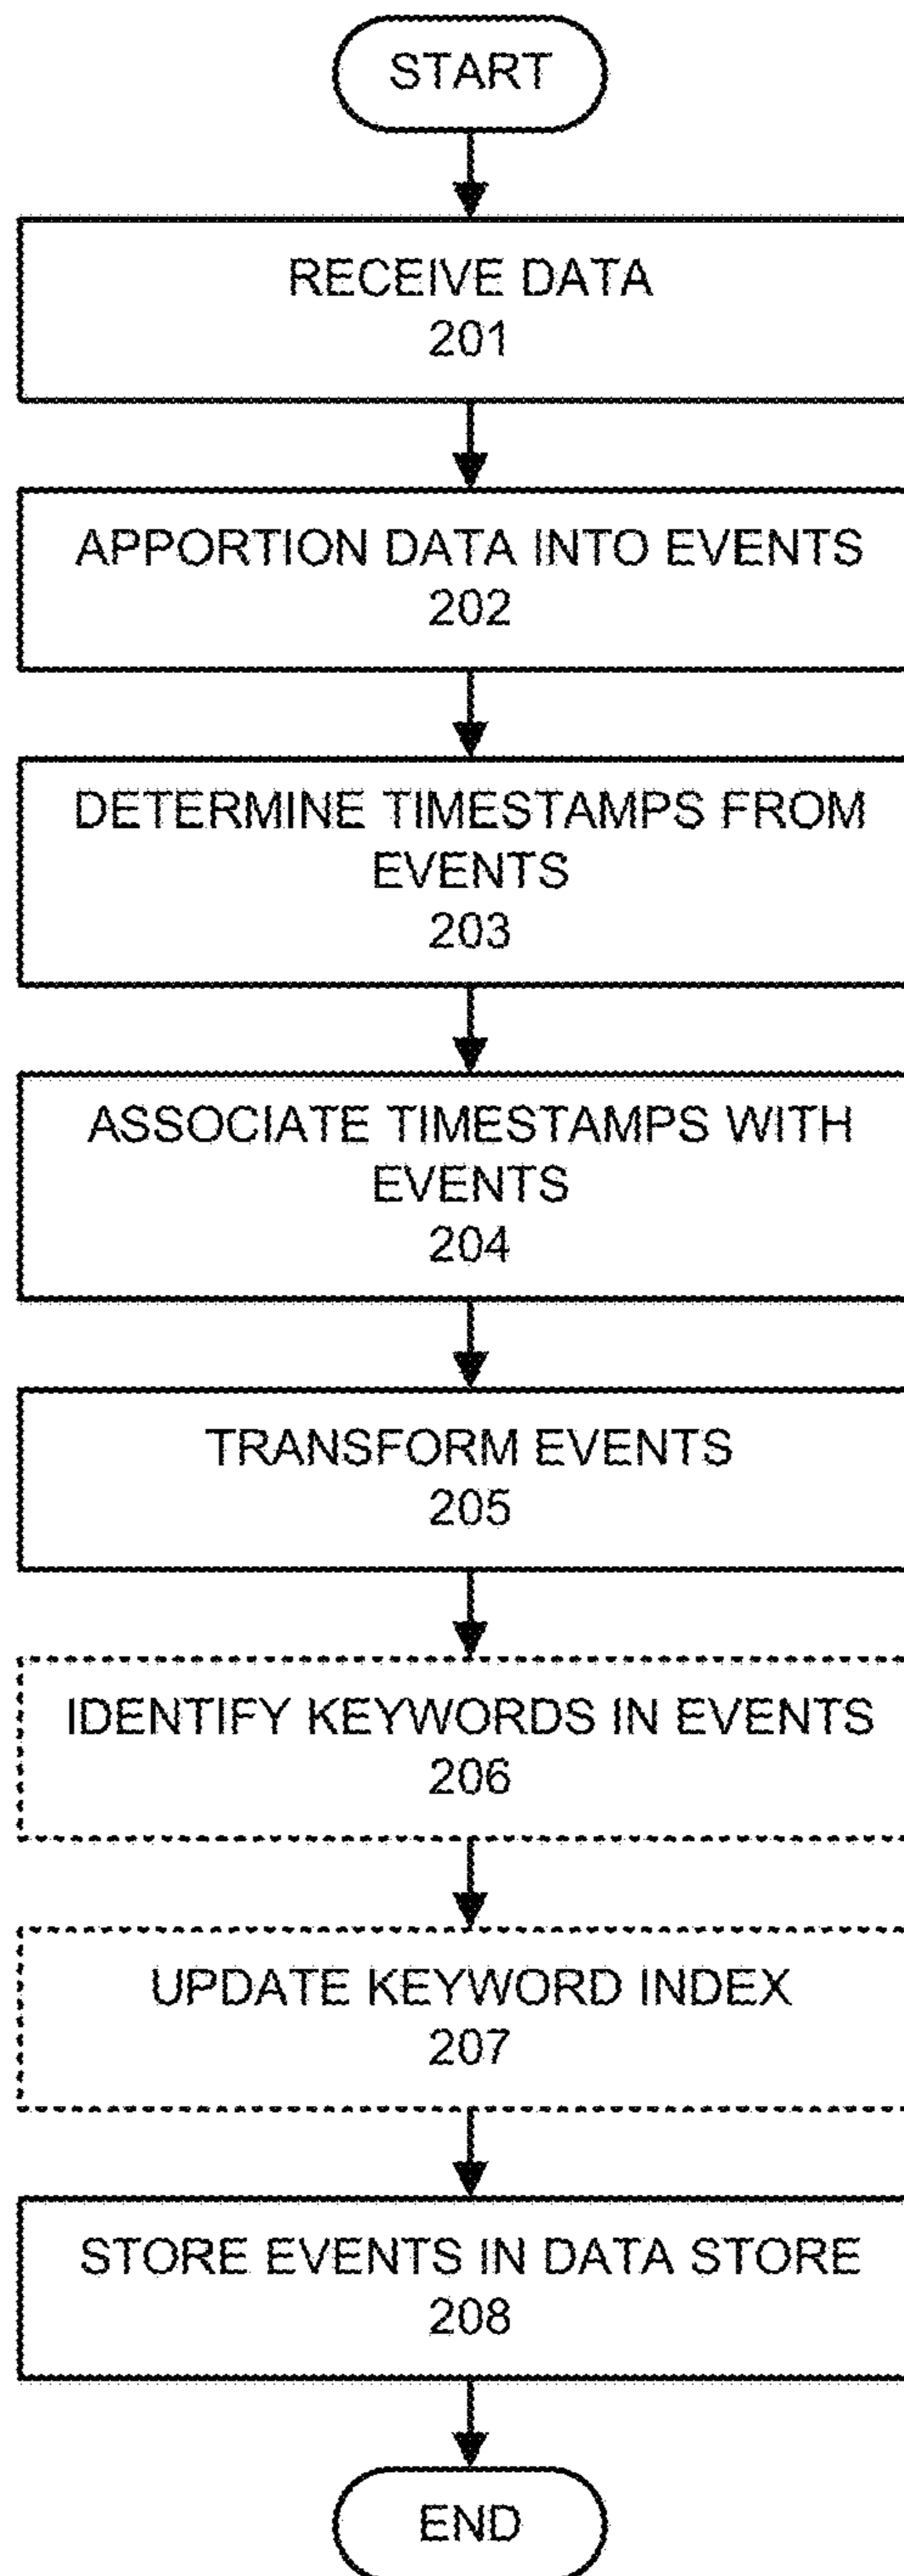 START
RECEIVE DATA
201
APPORTION DATA INTO EVENTS
202
DETERMINE TIMESTAMPS FROM
EVENTS
203
ASSOCIATE TIMESTAMPS WITH
EVENTS
204
TRANSFORM EVENTS
205
IDENTIFY KEYWORDS IN EVENTS
206
UPDATE KEYWORD INDEX
207
STORE EVENTS IN DATA STORE
208
END